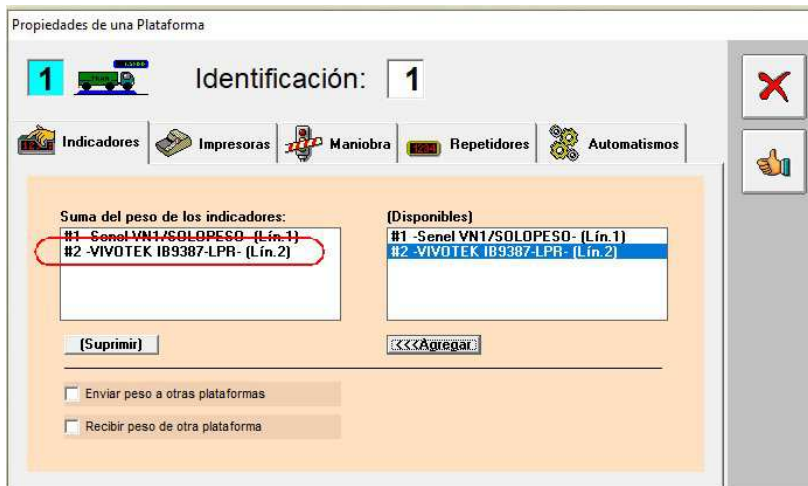 Propiedades de una Plataforma
1 Identificación: 1
Indicadores Impresoras Maniobra Repetidores Automatismos
Suma del peso de los indicadores: (Disponibles)
#1 -Senel VN1/SOLOPESO- (Lín.1) #1 -Senel VN1/SOLOPESO- (Lín.1)
#2 -VIVOTEK IB9387-LPR- (Lín.2) #2 -VIVOTEK IB9387-LPR- (Lín.2)
(Suprimir) <<<Agregar
Enviar peso a otras plataformas
Recibir peso de otra plataforma